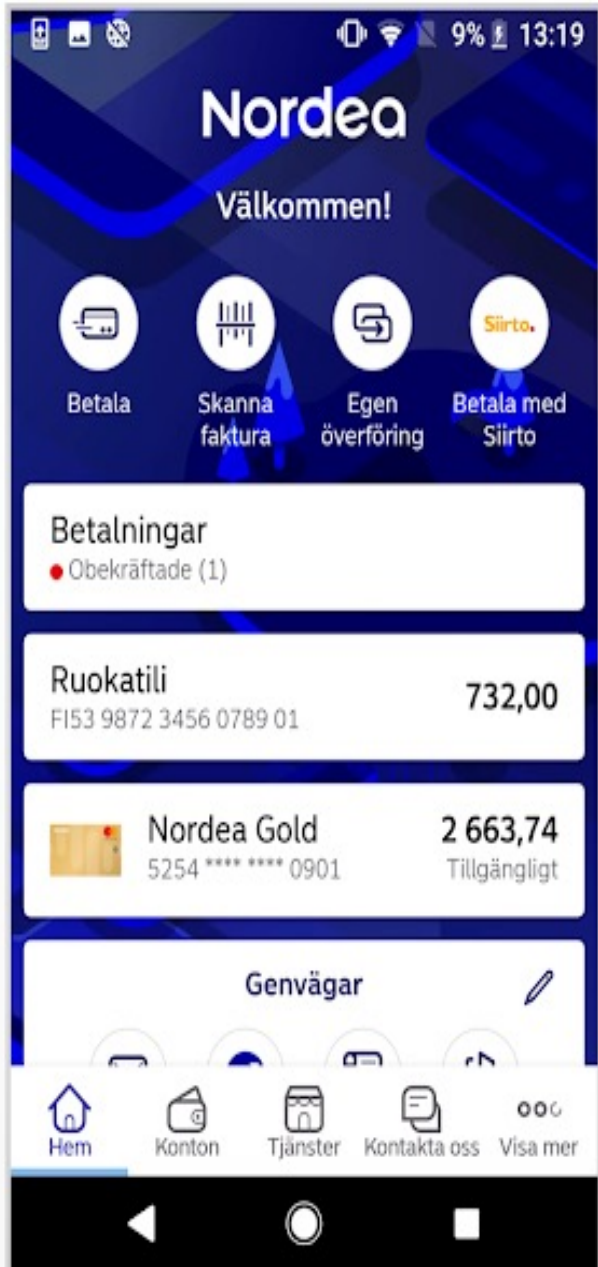 9% 13:19
Nordea
Välkommen!
Betala
Skanna
faktura
Egen
överföring
Siirto.
Betala med
Siirto
Betalningar
Obekräftade (1)
Ruokatili
FI53 9872 3456 0789 01
732,00
Nordea Gold
5254 **** **** 0901
2 663,74
Tillgängligt
Genvägar
Hem
Konton
Tjänster
Kontakta oss
Visa mer